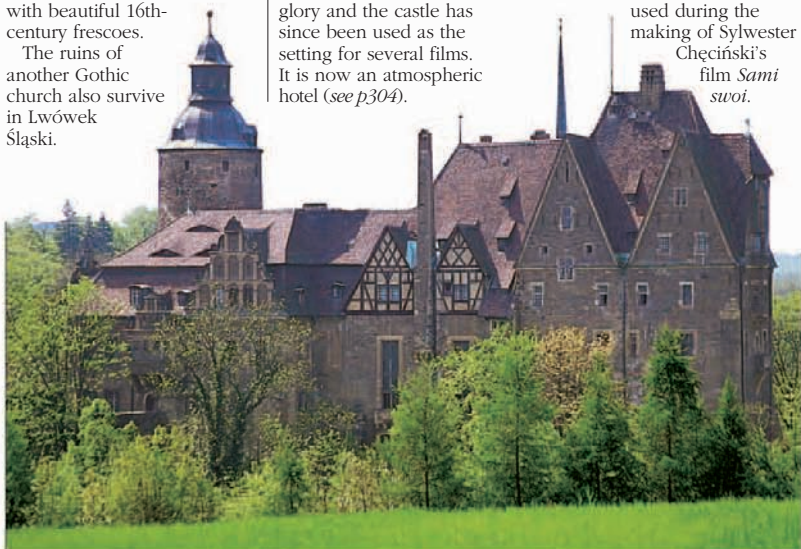 with beautiful 16th-
century frescoes.
The ruins of
another Gothic
church also survive
in Lwówek
Śląski.
glory and the castle has
since been used as the
setting for several films.
It is now an atmospheric
hotel (see p304).
used during the
making of Sylwester
Chęciński's
film Sami
swoi.